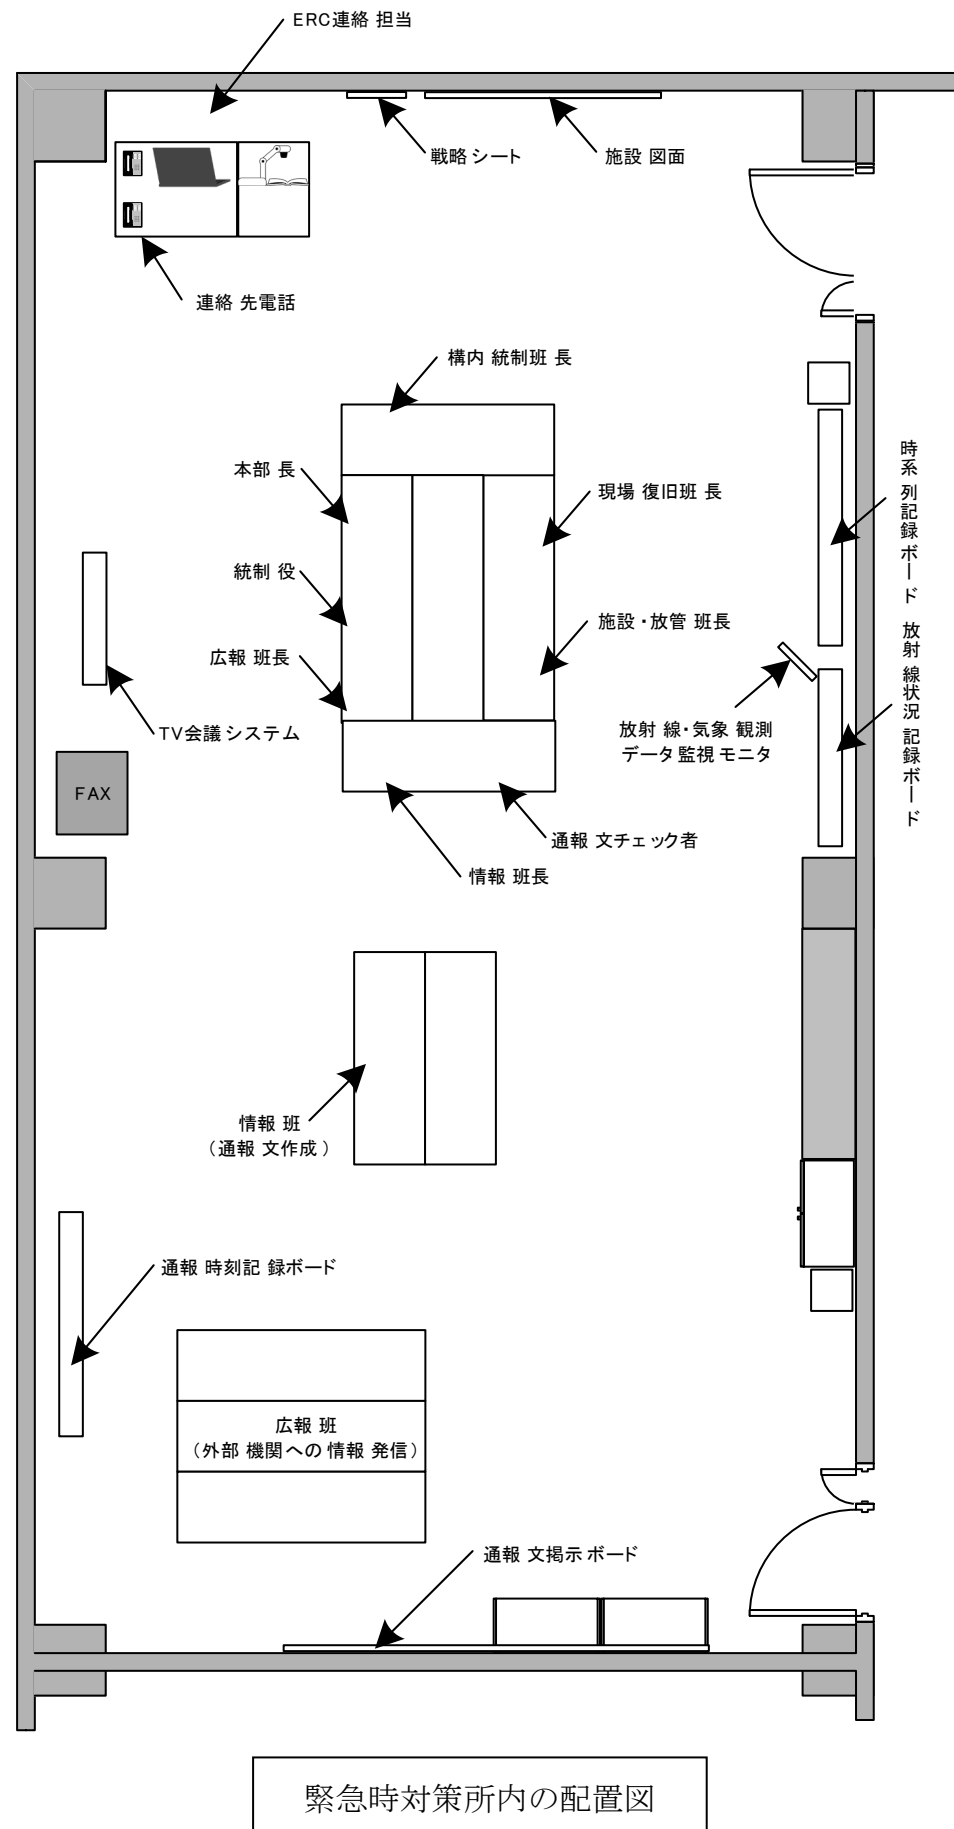 ERC連絡担当
戦略シート
施設図面
連絡先電話
構内統制班長
本部長
現場復旧班長
時系列記録ボード
統制役
施設・放管班長
広報班長
放射線状況記録ボード
TV会議システム
放射線・気象観測
データ監視モニタ
FAX
通報文チェック者
情報班長
情報班
（通報文作成）
通報時刻記録ボード
広報班
（外部機関への情報発信）
通報文掲示ボード
緊急時対策所内の配置図